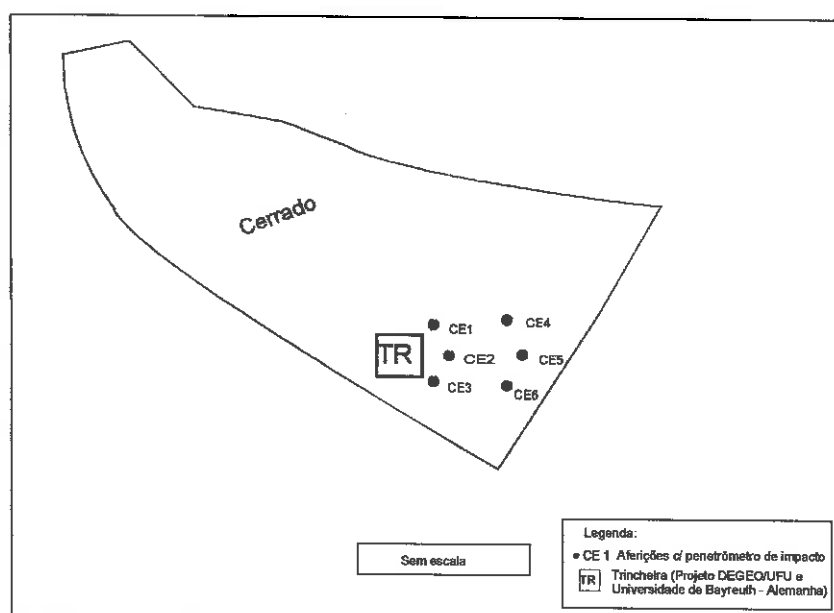 Cerrado
CE1
CE4
TR
CE2
CE5
CE3
CE6
Sem escala
Legenda:
CE 1 Aferições c/ penetrômetro de impacto
TR Trincheira (Projeto DEGEO/UFU e
Universidade de Bayreuth - Alemanha)